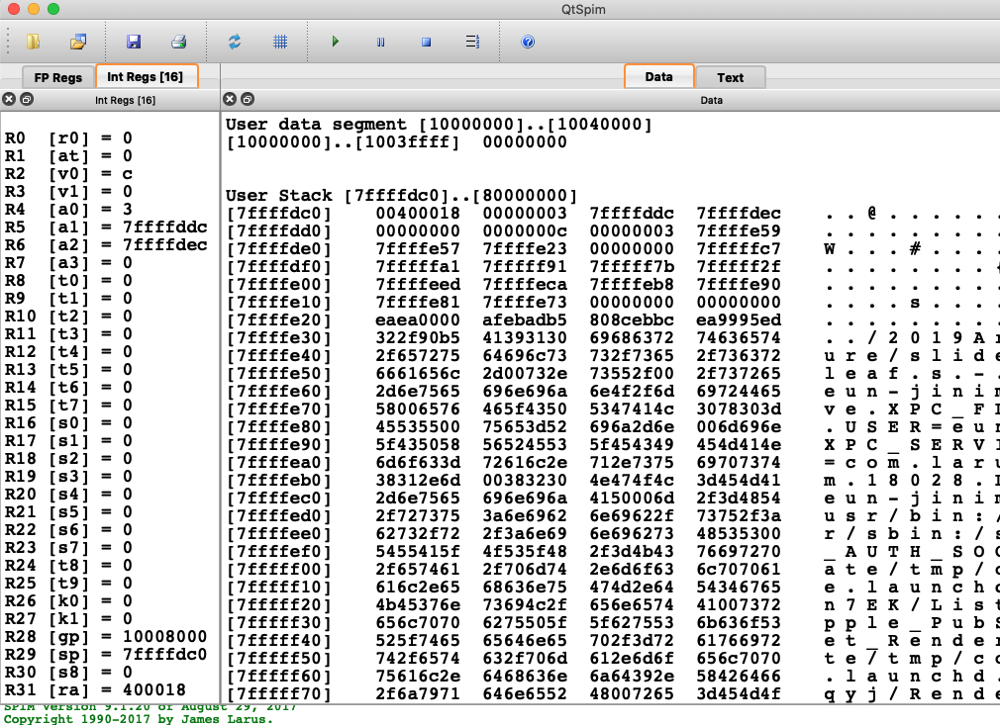 QtSpim
FP Regs
Int Regs [16]
Data
Text
Int Regs [16]
Data
R0 [r0] = 0
R1 [at] = 0
R2 [v0] = c
R3 [v1] = 0
R4 [a0] = 3
R5 [a1] = 7ffffddc
R6 [a2] = 7ffffdec
R7 [a3] = 0
R8 [t0] = 0
R9 [t1] = 0
R10 [t2] = 0
R11 [t3] = 0
R12 [t4] = 0
R13 [t5] = 0
R14 [t6] = 0
R15 [t7] = 0
R16 [s0] = 0
R17 [s1] = 0
R18 [s2] = 0
R19 [s3] = 0
R20 [s4] = 0
R21 [s5] = 0
R22 [s6] = 0
R23 [s7] = 0
R24 [t8] = 0
R25 [t9] = 0
R26 [k0] = 0
R27 [k1] = 0
R28 [gp] = 10008000
R29 [sp] = 7ffffdc0
R30 [s8] = 0
R31 [ra] = 400018
User data segment [10000000]..[10040000]
[10000000]..[1003ffff] 00000000
User Stack [7ffffdc0]..[80000000]
[7ffffdc0] 00400018 00000003 7ffffddc 7ffffdec . . @ . . . . . .
[7ffffdd0] 00000000 0000000c 00000003 7ffffe59 . . . . . . . . .
[7ffffde0] 7ffffe57 7ffffe23 00000000 7fffffc7 W . . . # . . . .
[7ffffdf0] 7fffffa1 7fffff91 7fffff7b 7fffff2f . . . . . . . . {
[7ffffe00] 7ffffeed 7ffffeca 7ffffeb8 7ffffe90 . . . . . . . . .
[7ffffe10] 7ffffe81 7ffffe73 00000000 00000000 . . . . s . . . .
[7ffffe20] eaea0000 afebadb5 808cebbc ea9995ed . . . . . . . . .
[7ffffe30] 322f90b5 41393130 69686372 74636574 . . / 2 0 1 9 A r
[7ffffe40] 2f657275 64696c73 732f7365 2f736372 u r e / s l i d e
[7ffffe50] 6661656c 2d00732e 73552f00 2f737265 l e a f . s . - .
[7ffffe60] 2d6e7565 696e696a 6e4f2f6d 69724465 e u n - j i n i m
[7ffffe70] 58006576 465f4350 5347414c 3078303d v e . X P C _ F L
[7ffffe80] 45535500 75653d52 696a2d6e 006d696e . U S E R = e u n
[7ffffe90] 5f435058 56524553 5f454349 454d414e X P C _ S E R V I
[7ffffea0] 6d6f633d 72616c2e 712e7375 69707374 = c o m . l a r u
[7ffffeb0] 38312e6d 00383230 4e474f4c 3d454d41 m . 1 8 0 2 8 . L
[7ffffec0] 2d6e7565 696e696a 4150006d 2f3d4854 e u n - j i n i m
[7ffffed0] 2f727375 3a6e6962 6e69622f 73752f3a u s r / b i n : /
[7ffffee0] 62732f72 2f3a6e69 6e696273 48535300 r / s b i n : / s
[7ffffef0] 5455415f 4f535f48 2f3d4b43 76697270 _ A U T H _ S O C
[7fffff00] 2f657461 2f706d74 2e6d6f63 6c707061 a t e / t m p / c
[7fffff10] 616c2e65 68636e75 474d2e64 54346765 e . l a u n c h d
[7fffff20] 4b45376e 73694c2f 656e6574 41007372 n 7 E K / L i s t
[7fffff30] 656c7070 6275505f 5f627553 6b636f53 p p l e _ P u b S
[7fffff40] 525f7465 65646e65 702f3d72 61766972 e t _ R e n d e r
[7fffff50] 742f6574 632f706d 612e6d6f 656c7070 t e / t m p / c o
[7fffff60] 75616c2e 6468636e 6a64392e 58426466 . l a u n c h d .
[7fffff70] 2f6a7971 646e6552 48007265 3d454d4f q y j / R e n d e
SPIM Version 9.1.20 of August 29, 2017
Copyright 1990-2017 by James Larus.